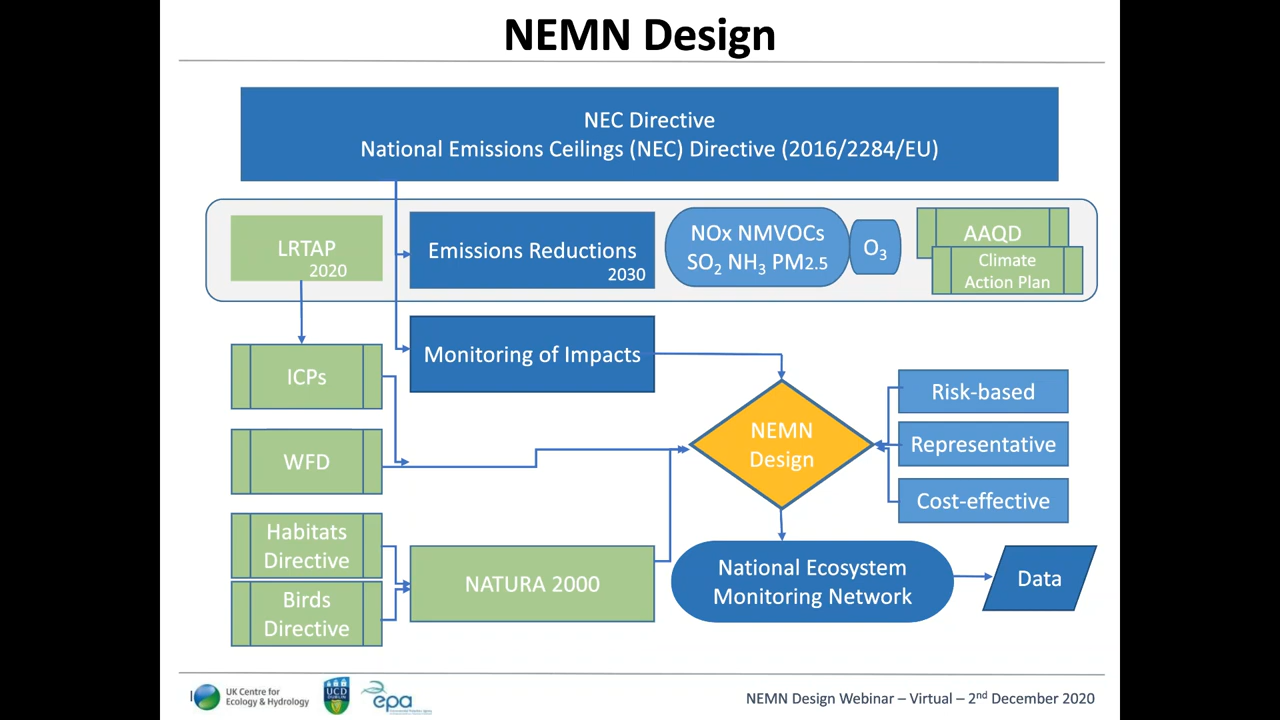 NEMN Design
NEC Directive
National Emissions Ceilings (NEC) Directive (2016/2284/EU)
LRTAP
2020
Emissions Reductions
2030
NOx NMVOCs
SO₂ NH₃ PM2.5
O₃
AAQD
Climate
Action Plan
ICPs
Monitoring of Impacts
NEMN
Design
Risk-based
Representative
Cost-effective
WFD
Habitats
Directive
Birds
Directive
NATURA 2000
National Ecosystem
Monitoring Network
Data
UK Centre for
Ecology & Hydrology
UCD
DUBLIN
epa
NEMN Design Webinar – Virtual – 2nd December 2020